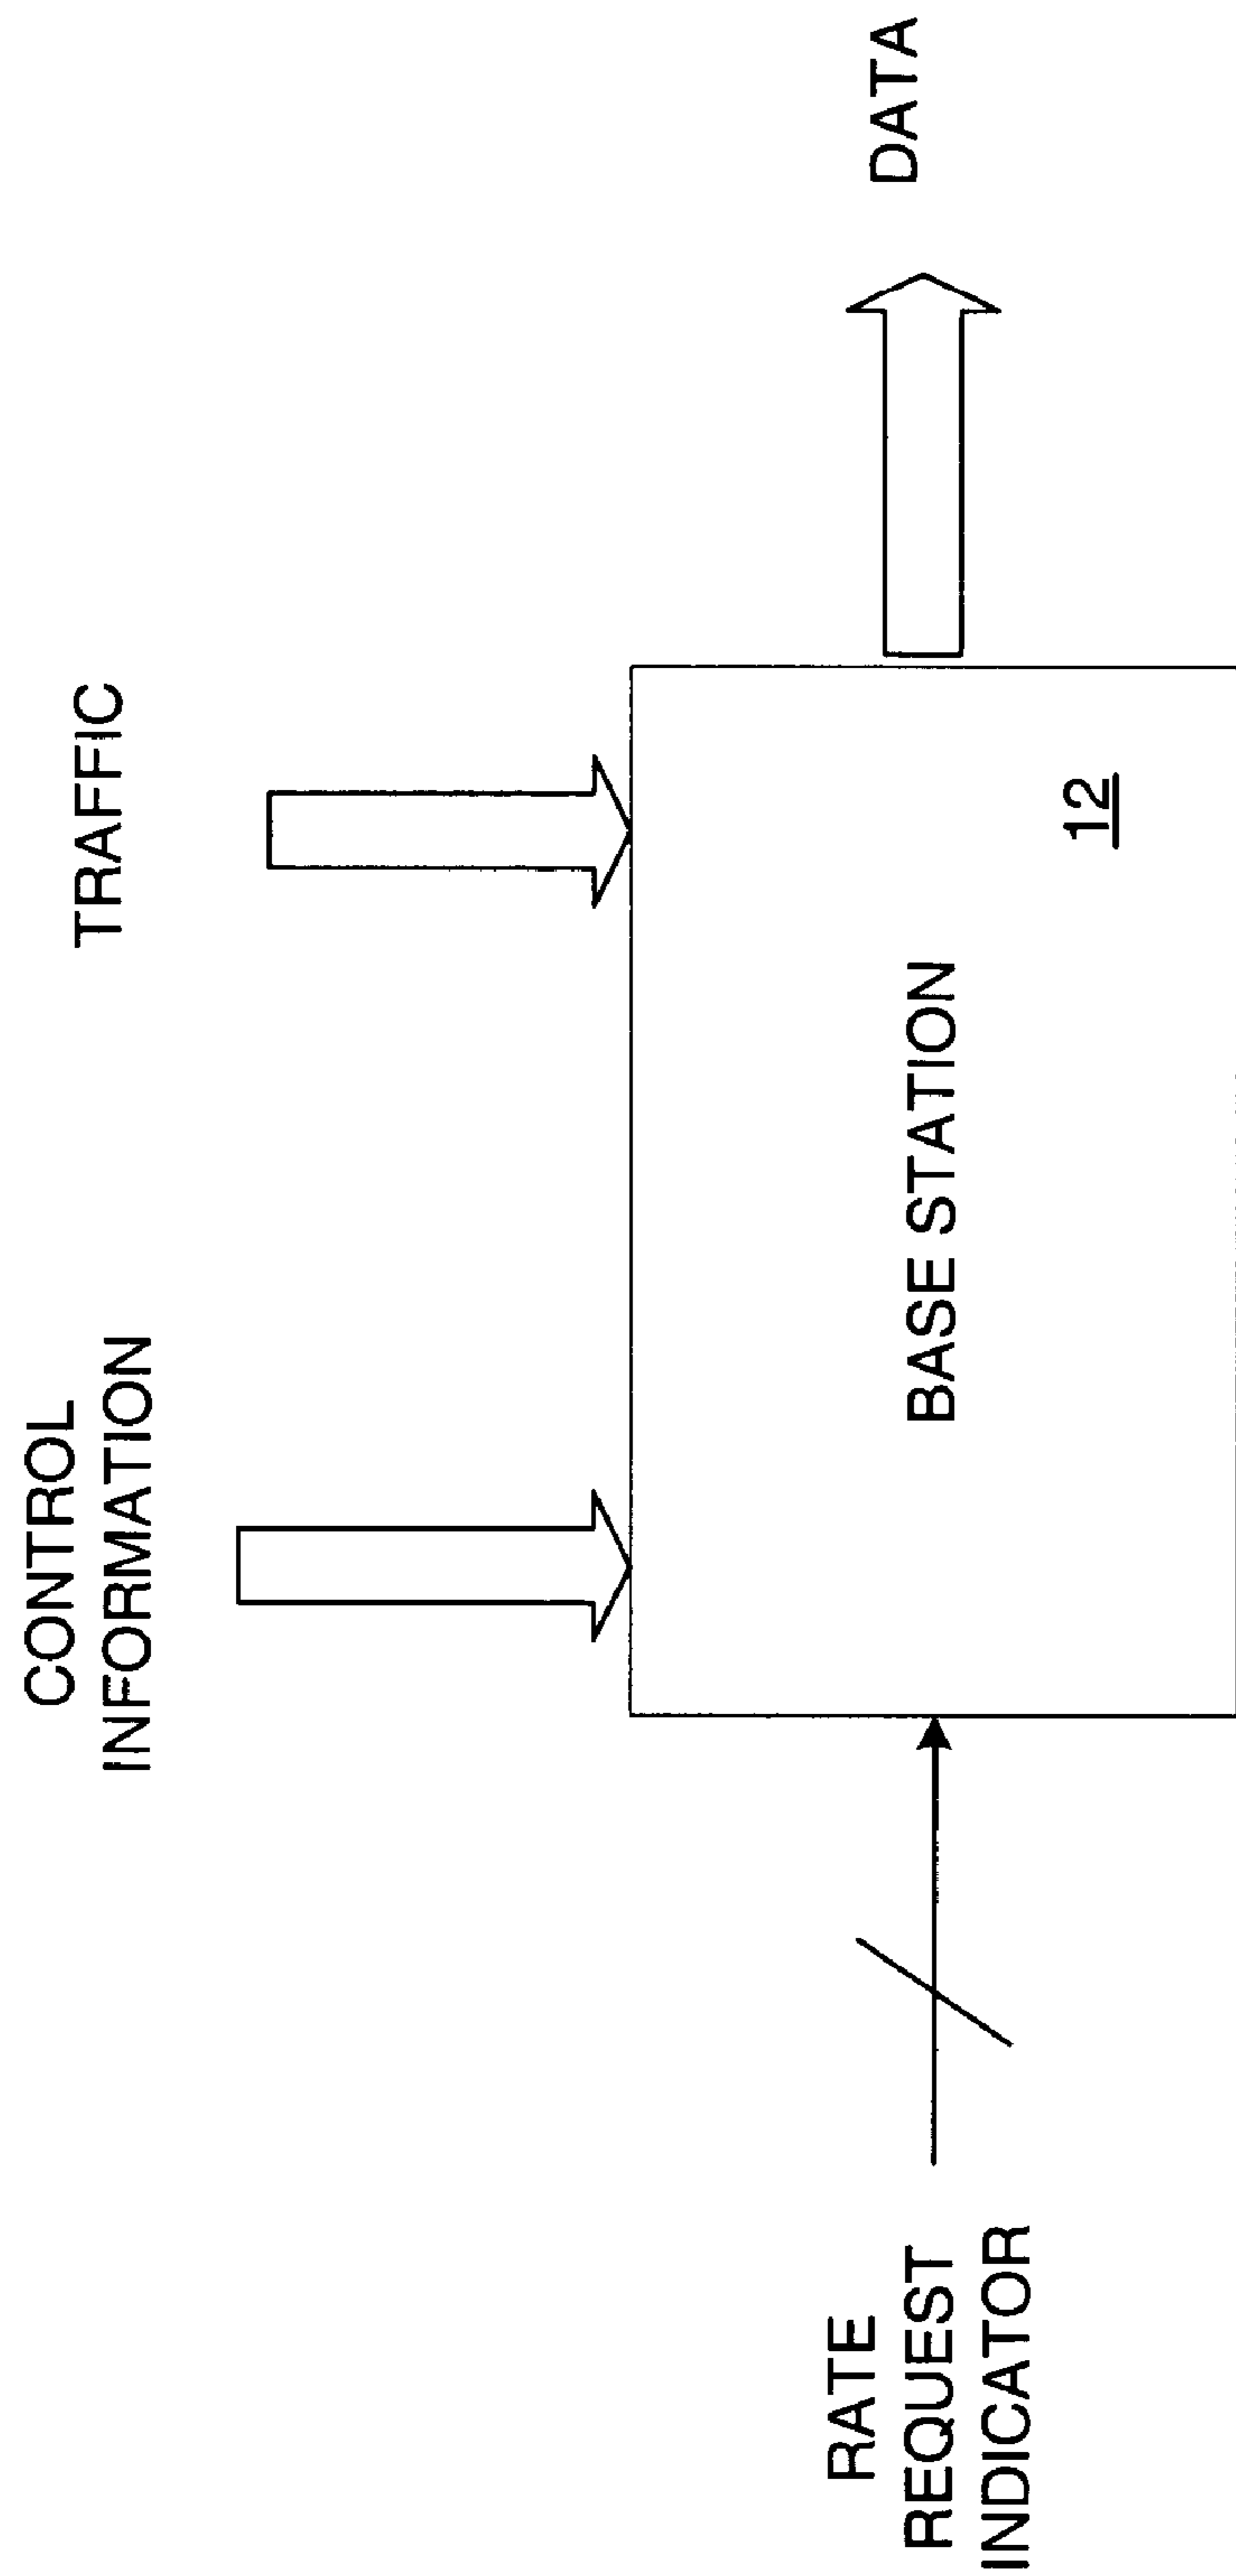 CONTROL
INFORMATION
TRAFFIC
RATE
REQUEST
INDICATOR
BASE STATION
12
DATA